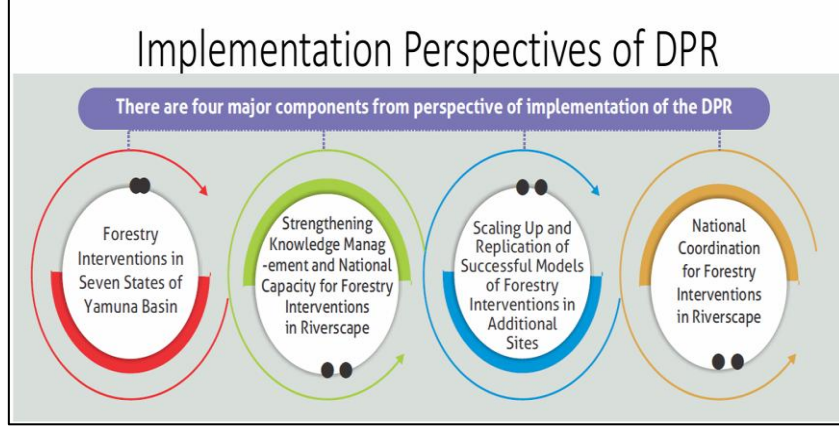 Implementation Perspectives of DPR
There are four major components from perspective of implementation of the DPR
Forestry
Interventions in
Seven States of
Yamuna Basin
Strengthening
Knowledge Manag
-ement and National
Capacity for Forestry
Interventions
in Riverscape
Scaling Up and
Replication of
Successful Models
of Forestry
Interventions in
Additional
Sites
National
Coordination
for Forestry
Interventions
in Riverscape